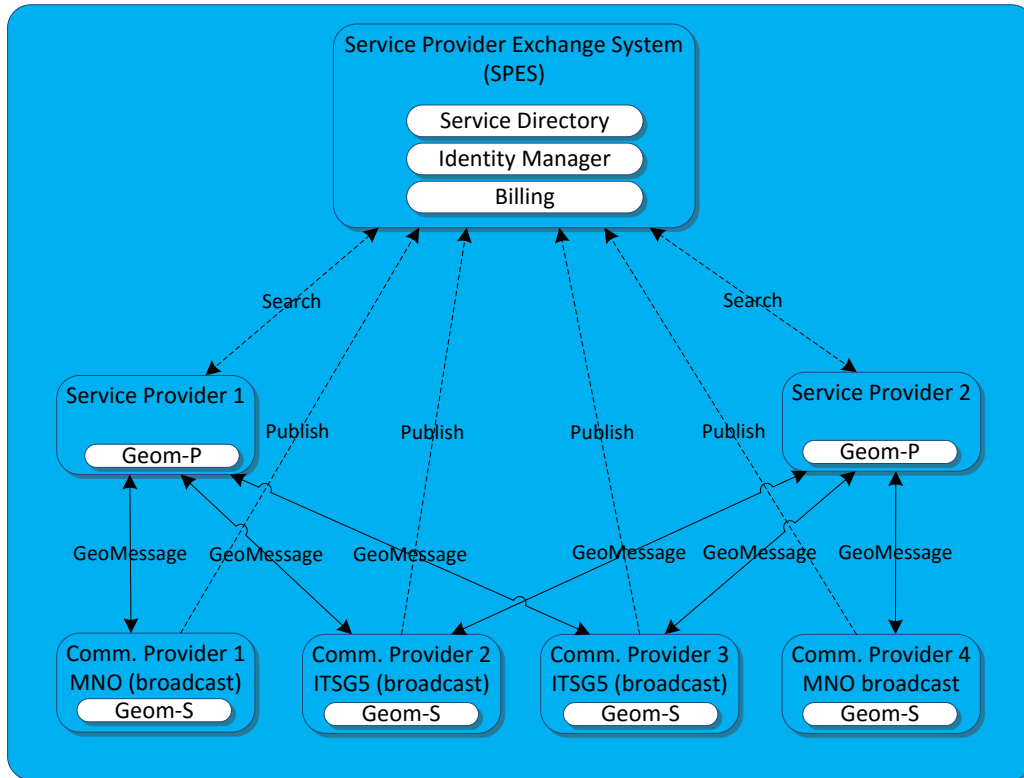 Service Provider Exchange System
(SPES)
Service Directory
Identity Manager
Billing
Search
Search
Service Provider 1
Geom-P
Service Provider 2
Geom-P
Publish
Publish
Publish
Publish
GeoMessage
GeoMessage
GeoMessage
GeoMessage
GeoMessage
GeoMessage
Comm. Provider 1
MNO (broadcast)
Geom-S
Comm. Provider 2
ITSG5 (broadcast)
Geom-S
Comm. Provider 3
ITSG5 (broadcast)
Geom-S
Comm. Provider 4
MNO broadcast
Geom-S